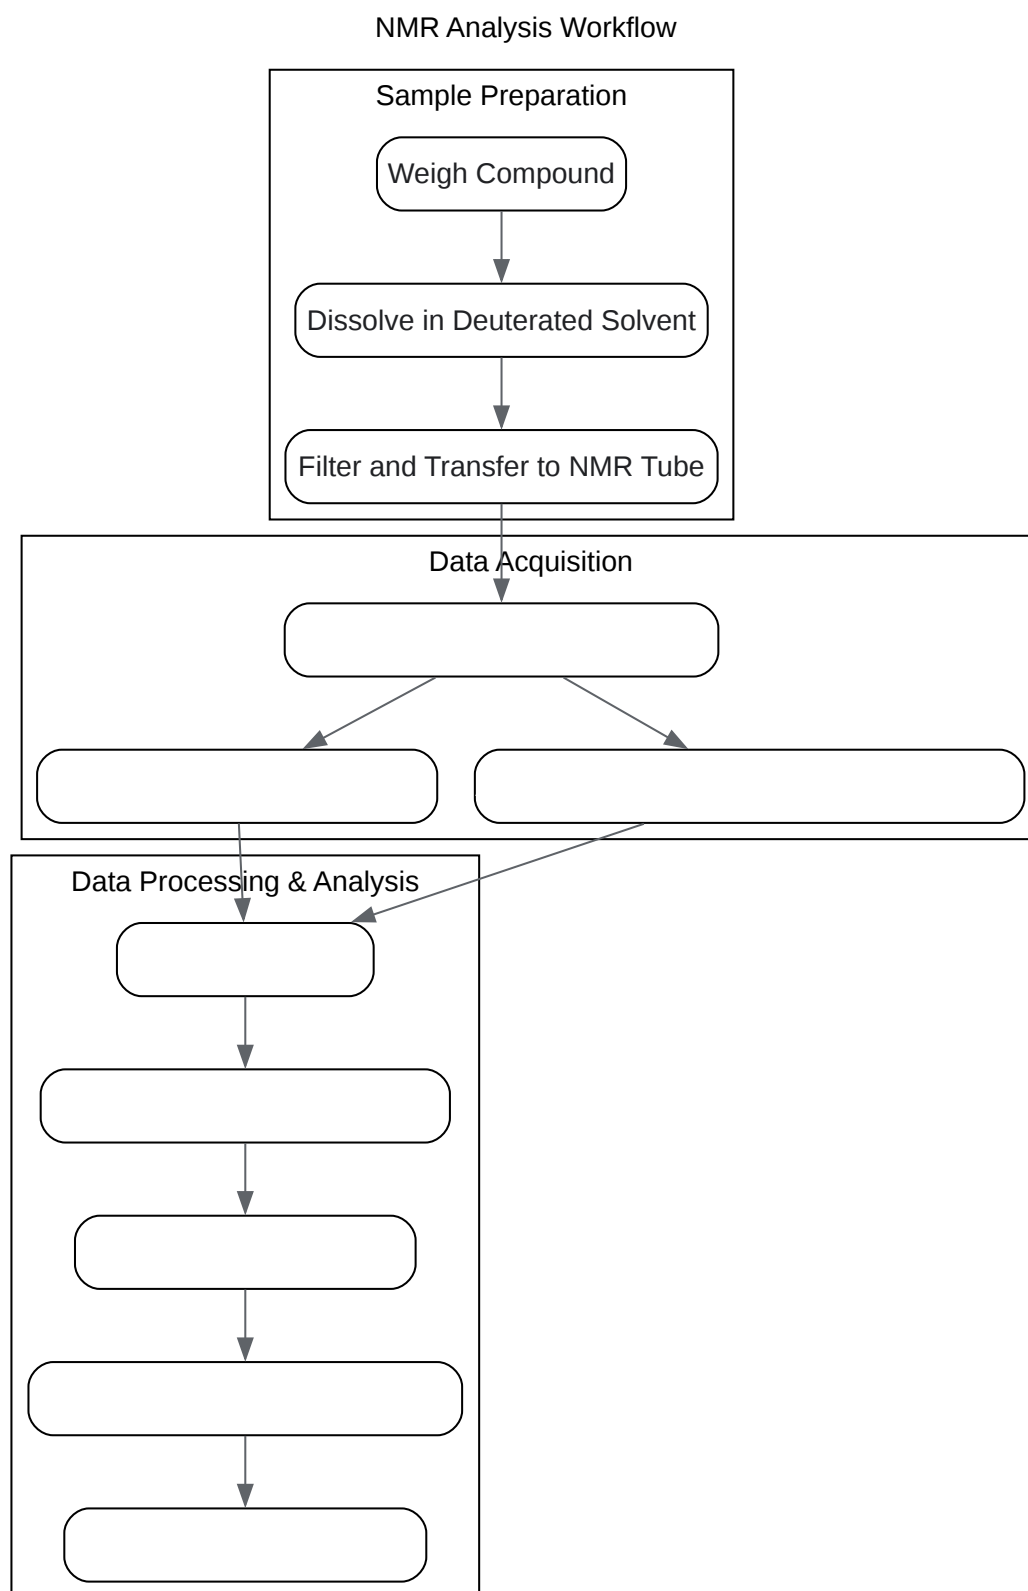 NMR Analysis Workflow
Sample Preparation
Weigh Compound
Dissolve in Deuterated Solvent
Filter and Transfer to NMR Tube
Data Acquisition
Data Processing & Analysis